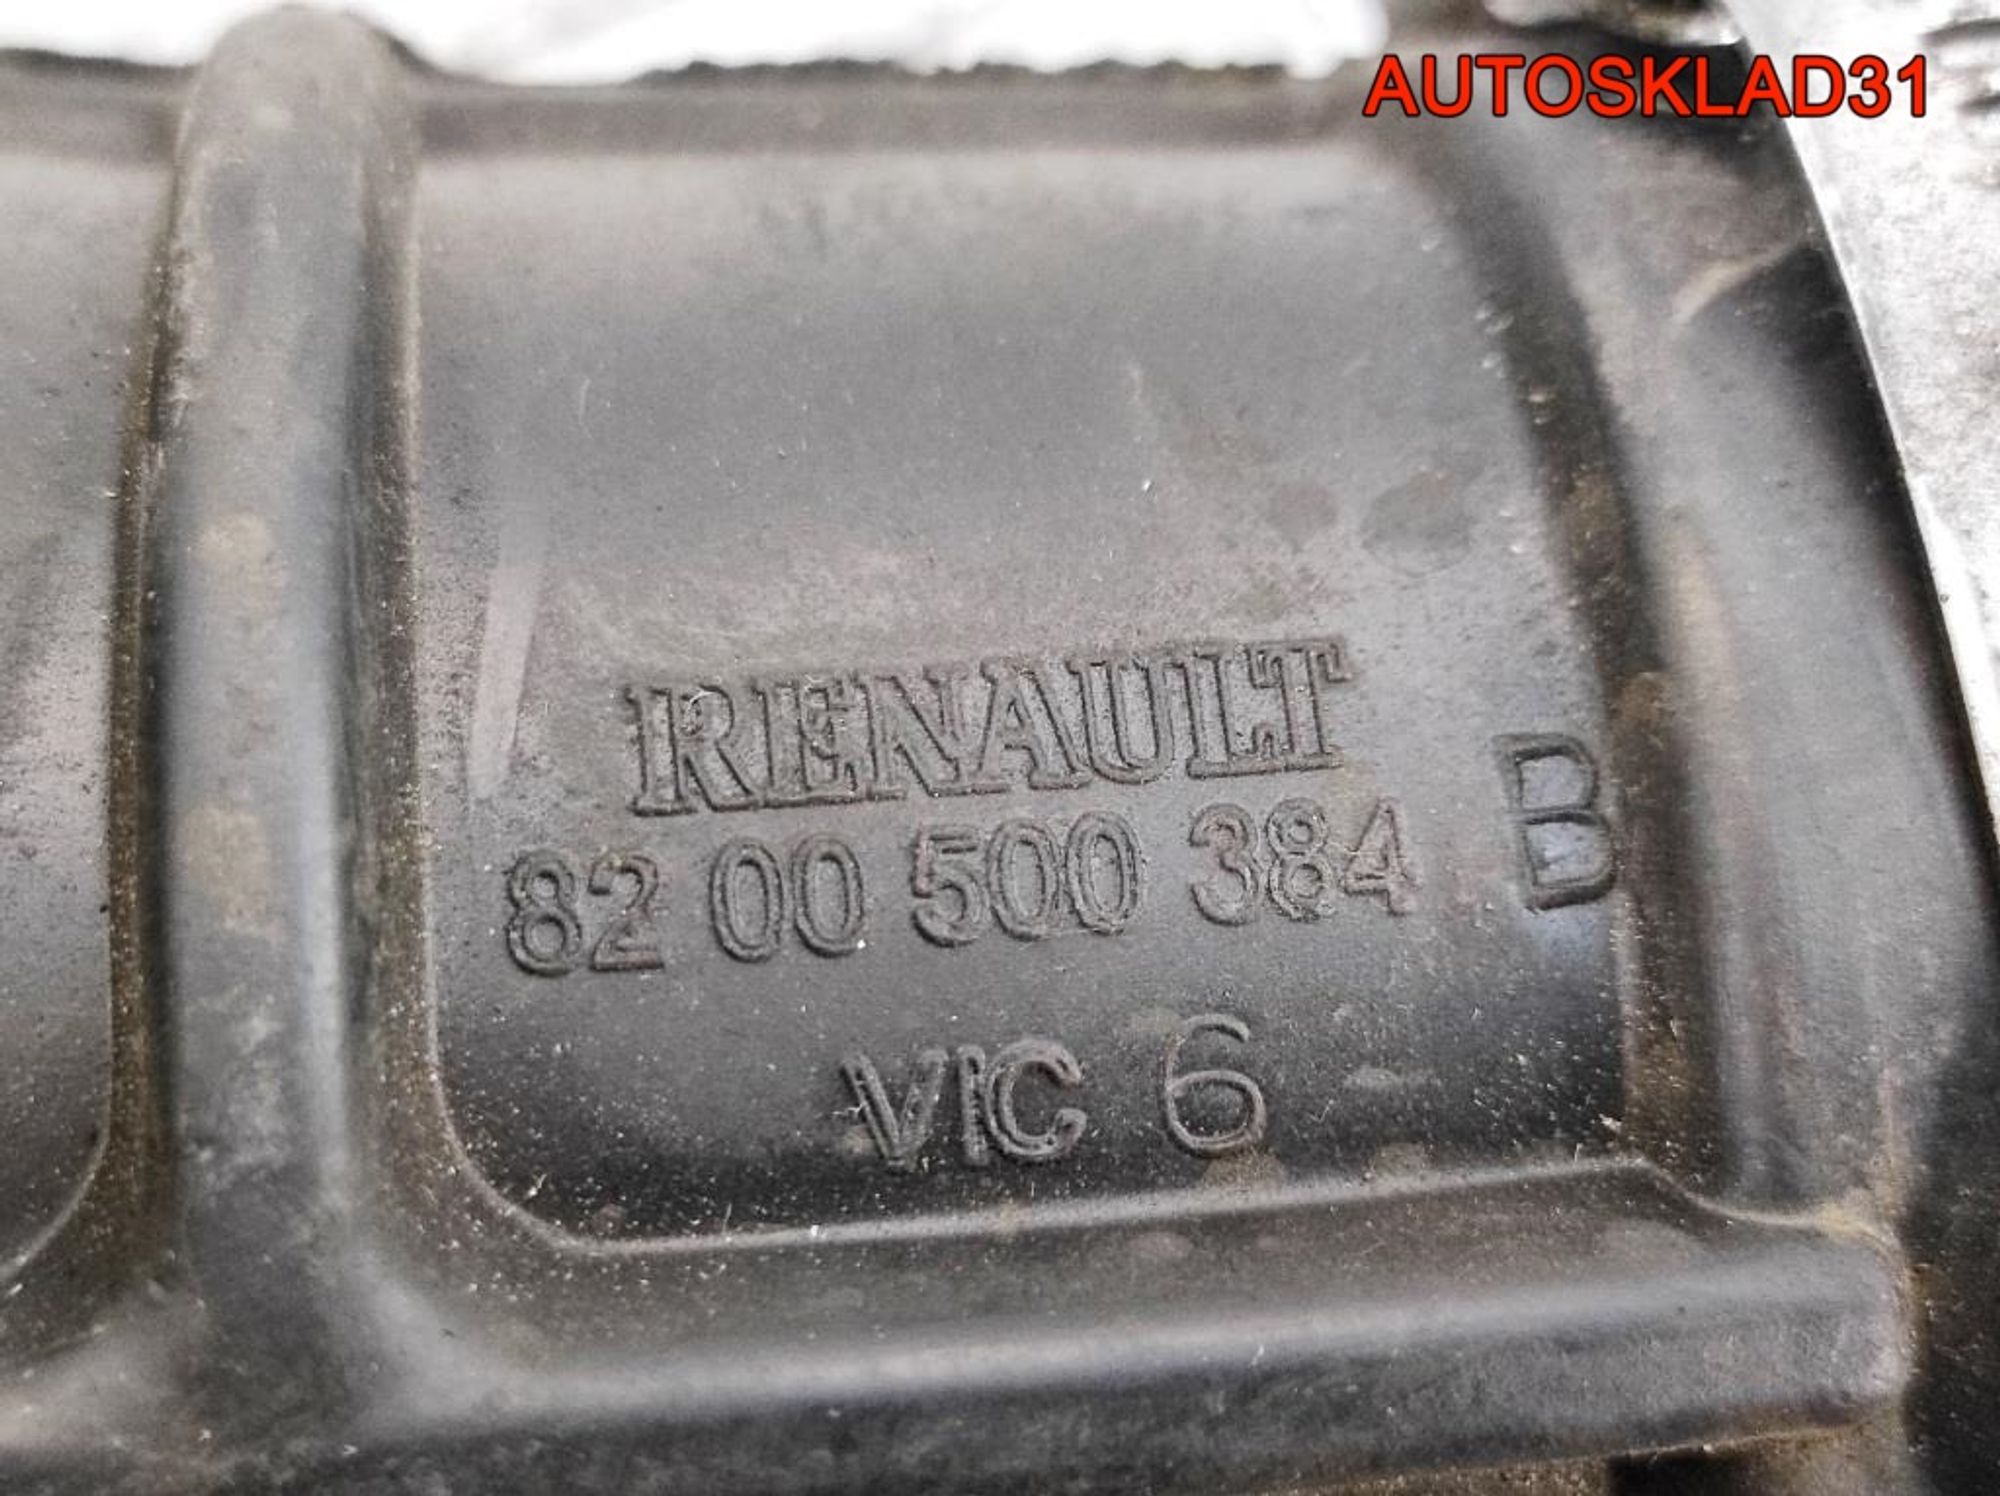 AUTOSKLAD31
RENAULT
82 00 500 384 B
VIC 6